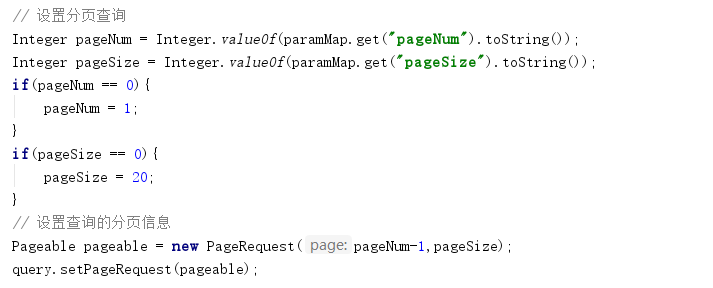 // 设置分页查询
Integer pageNum = Integer.valueOf(paramMap.get("pageNum").toString());
Integer pageSize = Integer.valueOf(paramMap.get("pageSize").toString());
if(pageNum == 0){
    pageNum = 1;
}
if(pageSize == 0){
    pageSize = 20;
}
// 设置查询的分页信息
Pageable pageable = new PageRequest( page: pageNum-1,pageSize);
query.setPageRequest(pageable);